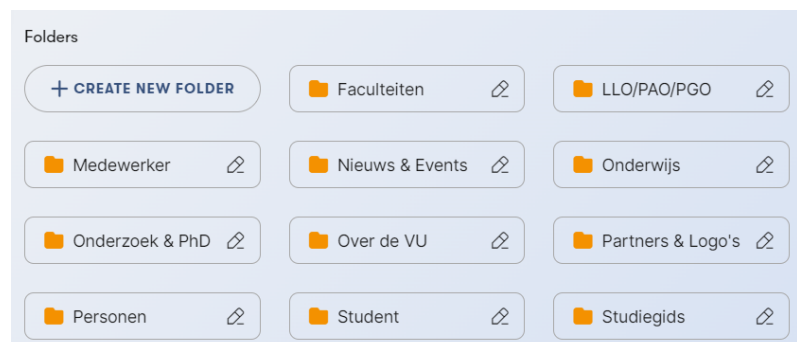 Folders
+ CREATE NEW FOLDER
Faculteiten
LLO/PAO/PGO
Medewerker
Nieuws & Events
Onderwijs
Onderzoek & PhD
Over de VU
Partners & Logo's
Personen
Student
Studiegids